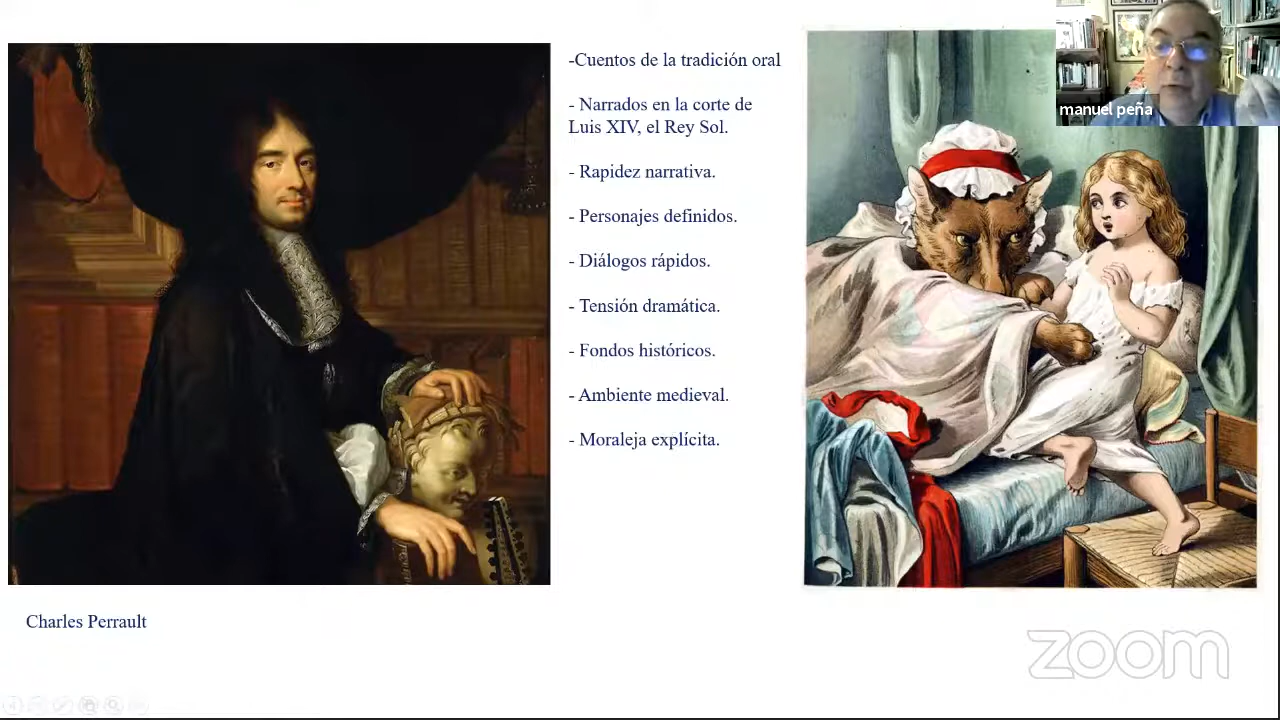 -Cuentos de la tradición oral
- Narrados en la corte de
Luis XIV, el Rey Sol.
- Rapidez narrativa.
- Personajes definidos.
- Diálogos rápidos.
- Tensión dramática.
- Fondos históricos.
- Ambiente medieval.
- Moraleja explícita.
manuel peña
Charles Perrault
zoom